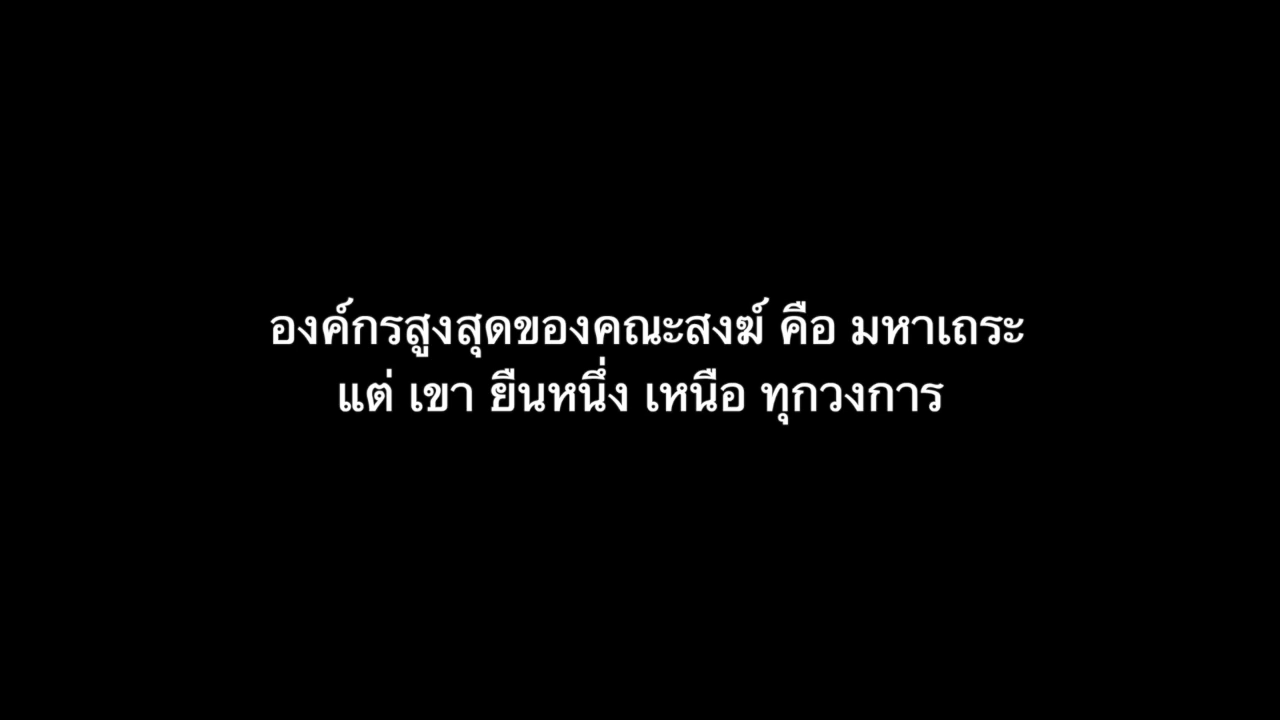 องค์กรสูงสุดของคณะสงฆ์ คือ มหาเถระ
แต่ เขา ยืนหนึ่ง เหนือ ทุกวงการ